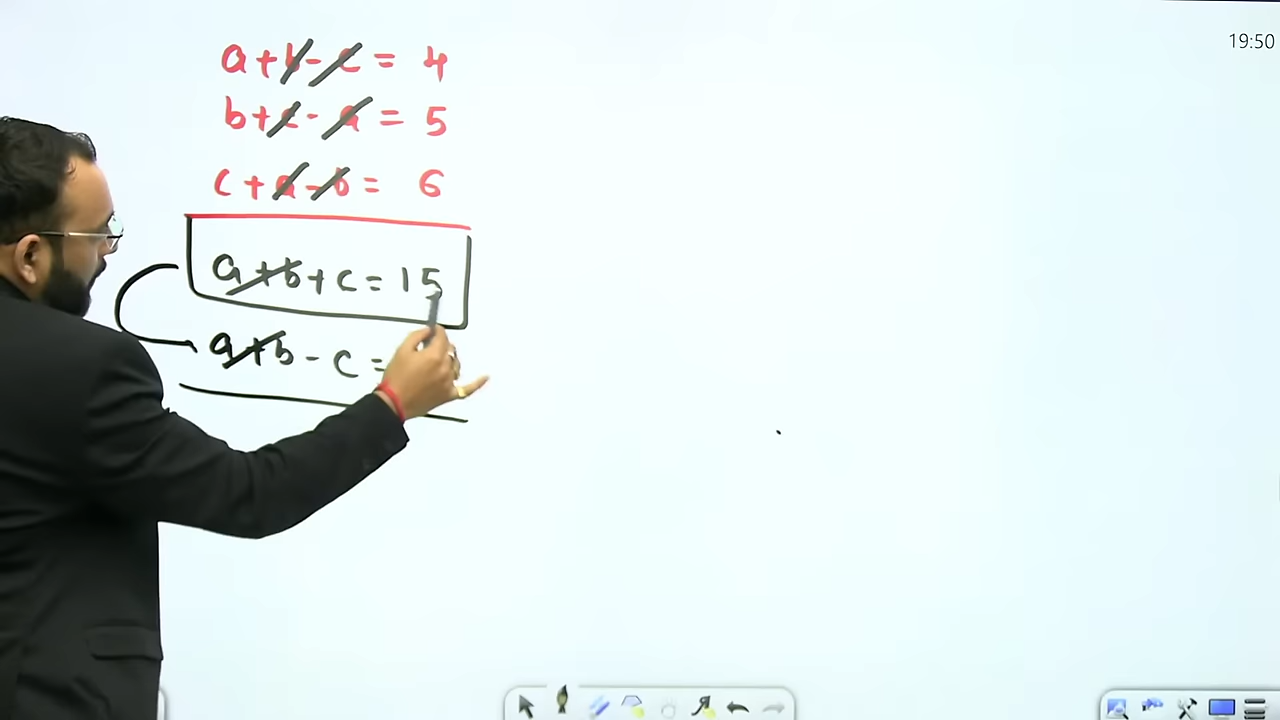 19:50
a+b-c = 4
b+c-a = 5
c+a-b = 6
a+b+c=15
a+b-c=